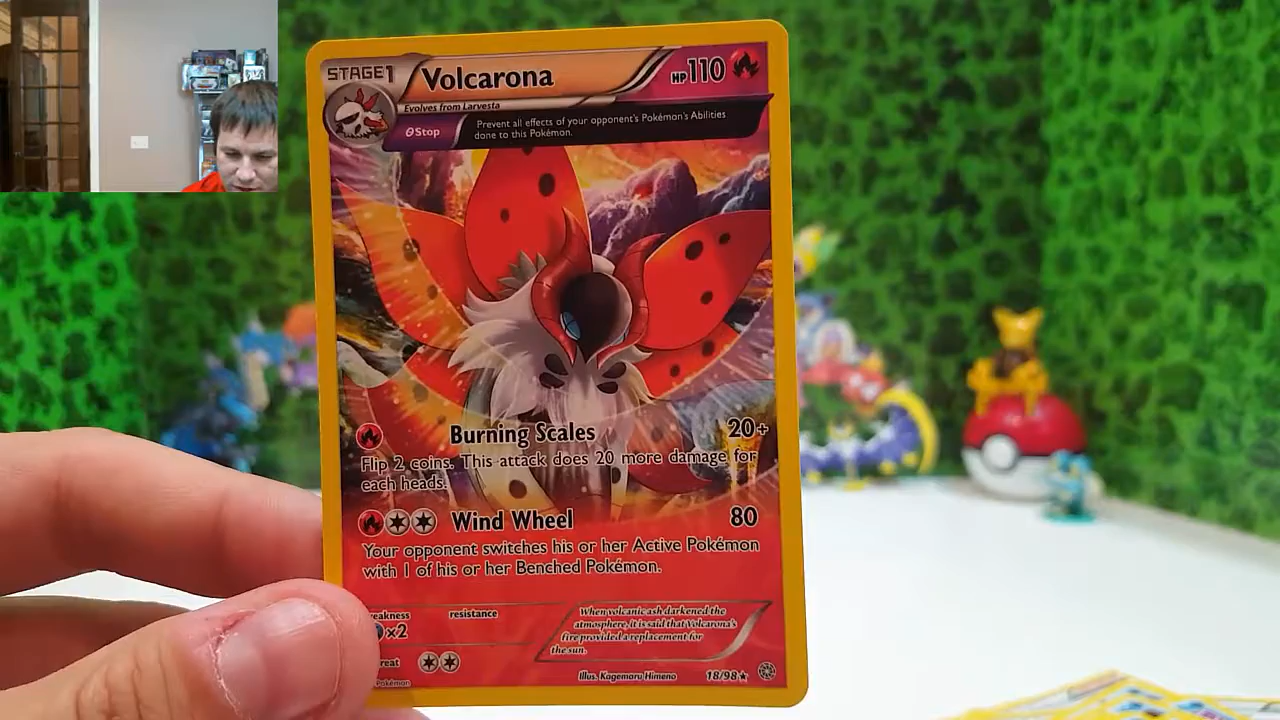 STAGE1 Volcarona HP110
Evolves from Larvesta
θStop Prevent all effects of your opponent's Pokémon's Abilities
done to this Pokémon.
Burning Scales 20+
Flip 2 coins. This attack does 20 more damage for
each heads.
Wind Wheel 80
Your opponent switches his or her Active Pokémon
with 1 of his or her Benched Pokémon.
eakness resistance
×2
reat
When volcanic ash darkened the
atmosphere, it is said that Volcarona's
fire provided a replacement for
the sun.
Pokémon Illus. Kagemaru Himeno 18/98★